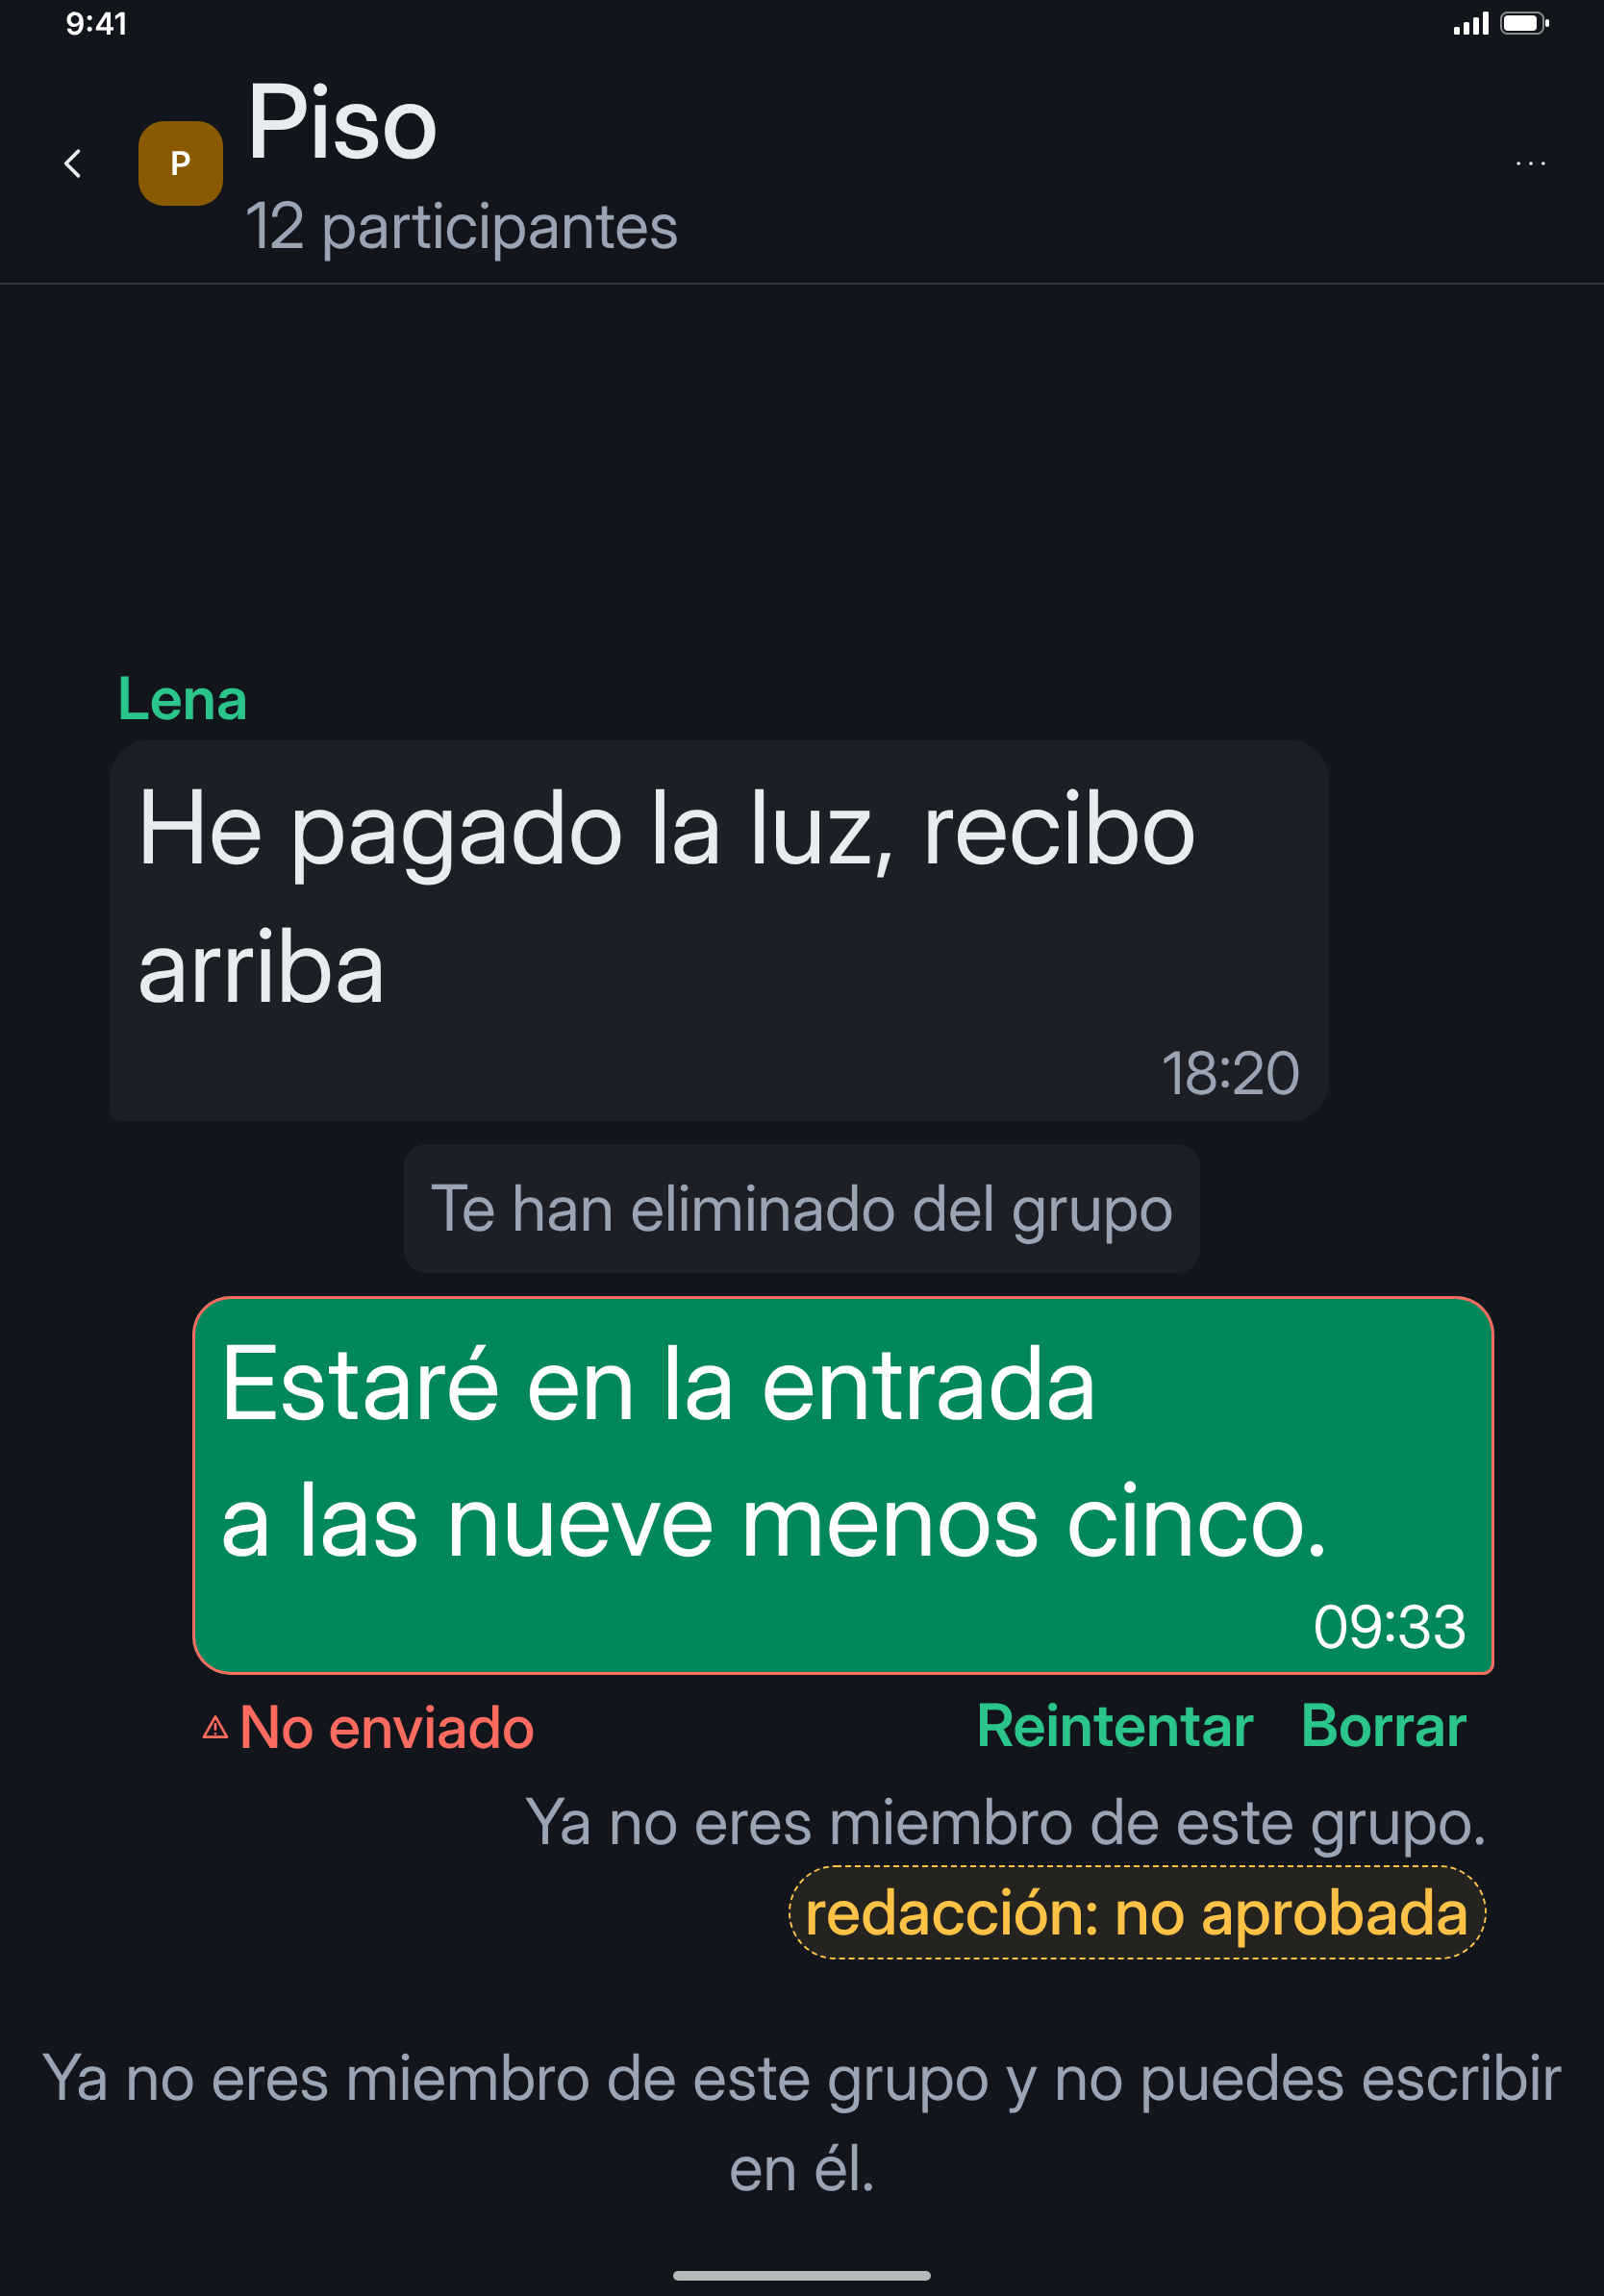 9:41
P
Piso
12 participantes
...
Lena
He pagado la luz, recibo
arriba
18:20
Te han eliminado del grupo
Estaré en la entrada
a las nueve menos cinco.
09:33
No enviado
Reintentar Borrar
Ya no eres miembro de este grupo.
redacción: no aprobada
Ya no eres miembro de este grupo y no puedes escribir
en él.